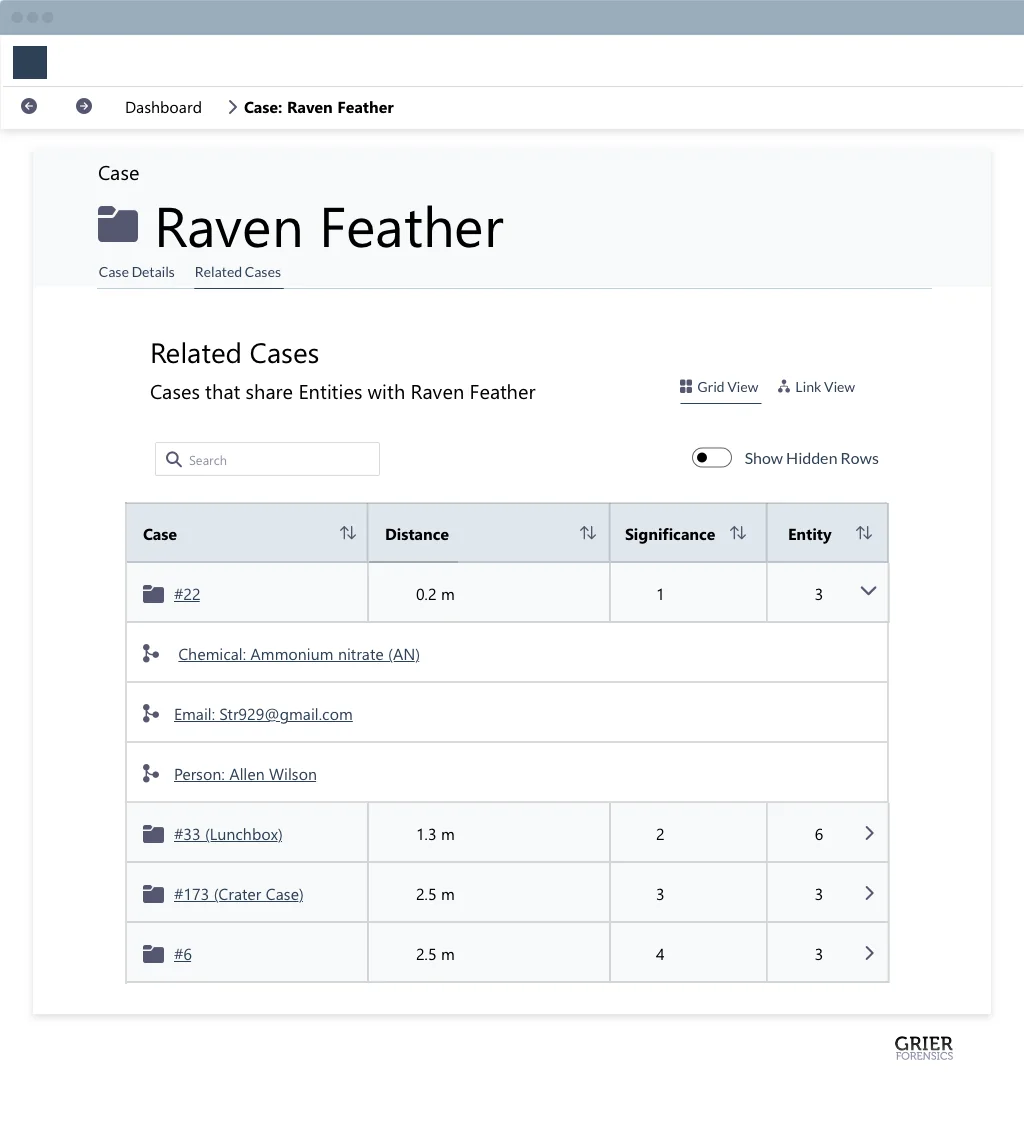 Dashboard > Case: Raven Feather
Case
Raven Feather
Case Details Related Cases
Related Cases
Cases that share Entities with Raven Feather
Grid View Link View
Search
Show Hidden Rows
Case Distance Significance Entity
#22 0.2 m 1 3
Chemical: Ammonium nitrate (AN)
Email: Str929@gmail.com
Person: Allen Wilson
#33 (Lunchbox) 1.3 m 2 6
#173 (Crater Case) 2.5 m 3 3
#6 2.5 m 4 3
GRIER
FORENSICS